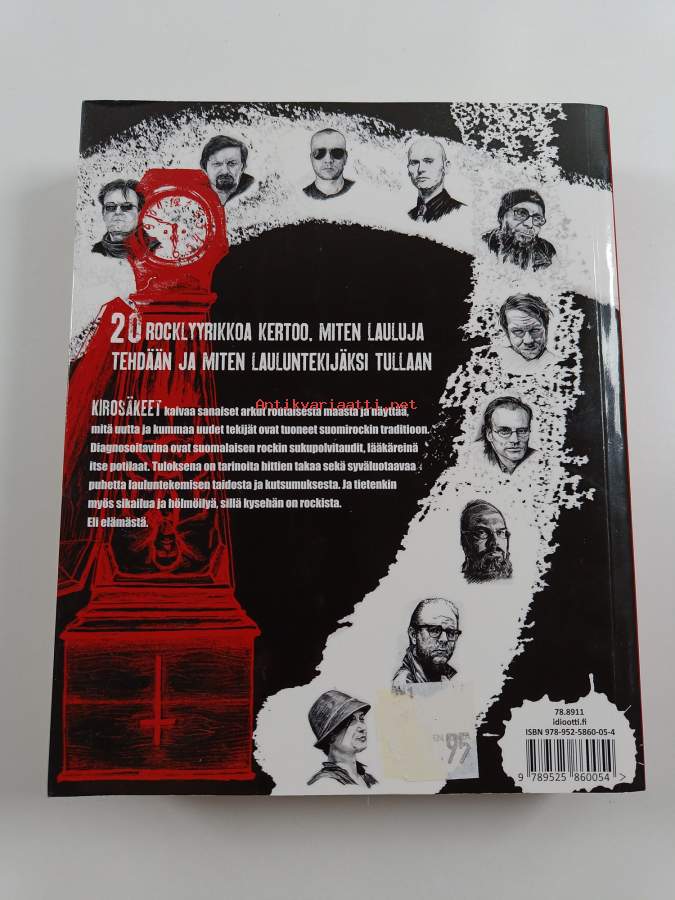 20 ROCKLYYRIKKOA KERTOO, MITEN LAULUJA
TEHDÄÄN JA MITEN LAULUNTEKIJÄKSI TULLAAN
Antikvariaatti.net
KIROSÄKEET kaivaa sanaiset arkut routaisesta maasta ja näyttää,
mitä uutta ja kummaa uudet tekijät ovat tuoneet suomirockin traditioon.
Diagnosoitavina ovat suomalaisen rockin sukupolvitaudit, lääkäreinä
itse potilaat. Tuloksena on tarinoita hittien takaa sekä syväluotaavaa
puhetta lauluntekemisen taidosta ja kutsumuksesta. Ja tietenkin
myös sikailua ja hölmöilyä, sillä kysehän on rockista.
Eli elämästä.
95
78.8911
idiootti.fi
ISBN 978-952-5860-05-4
9 789525 860054 >